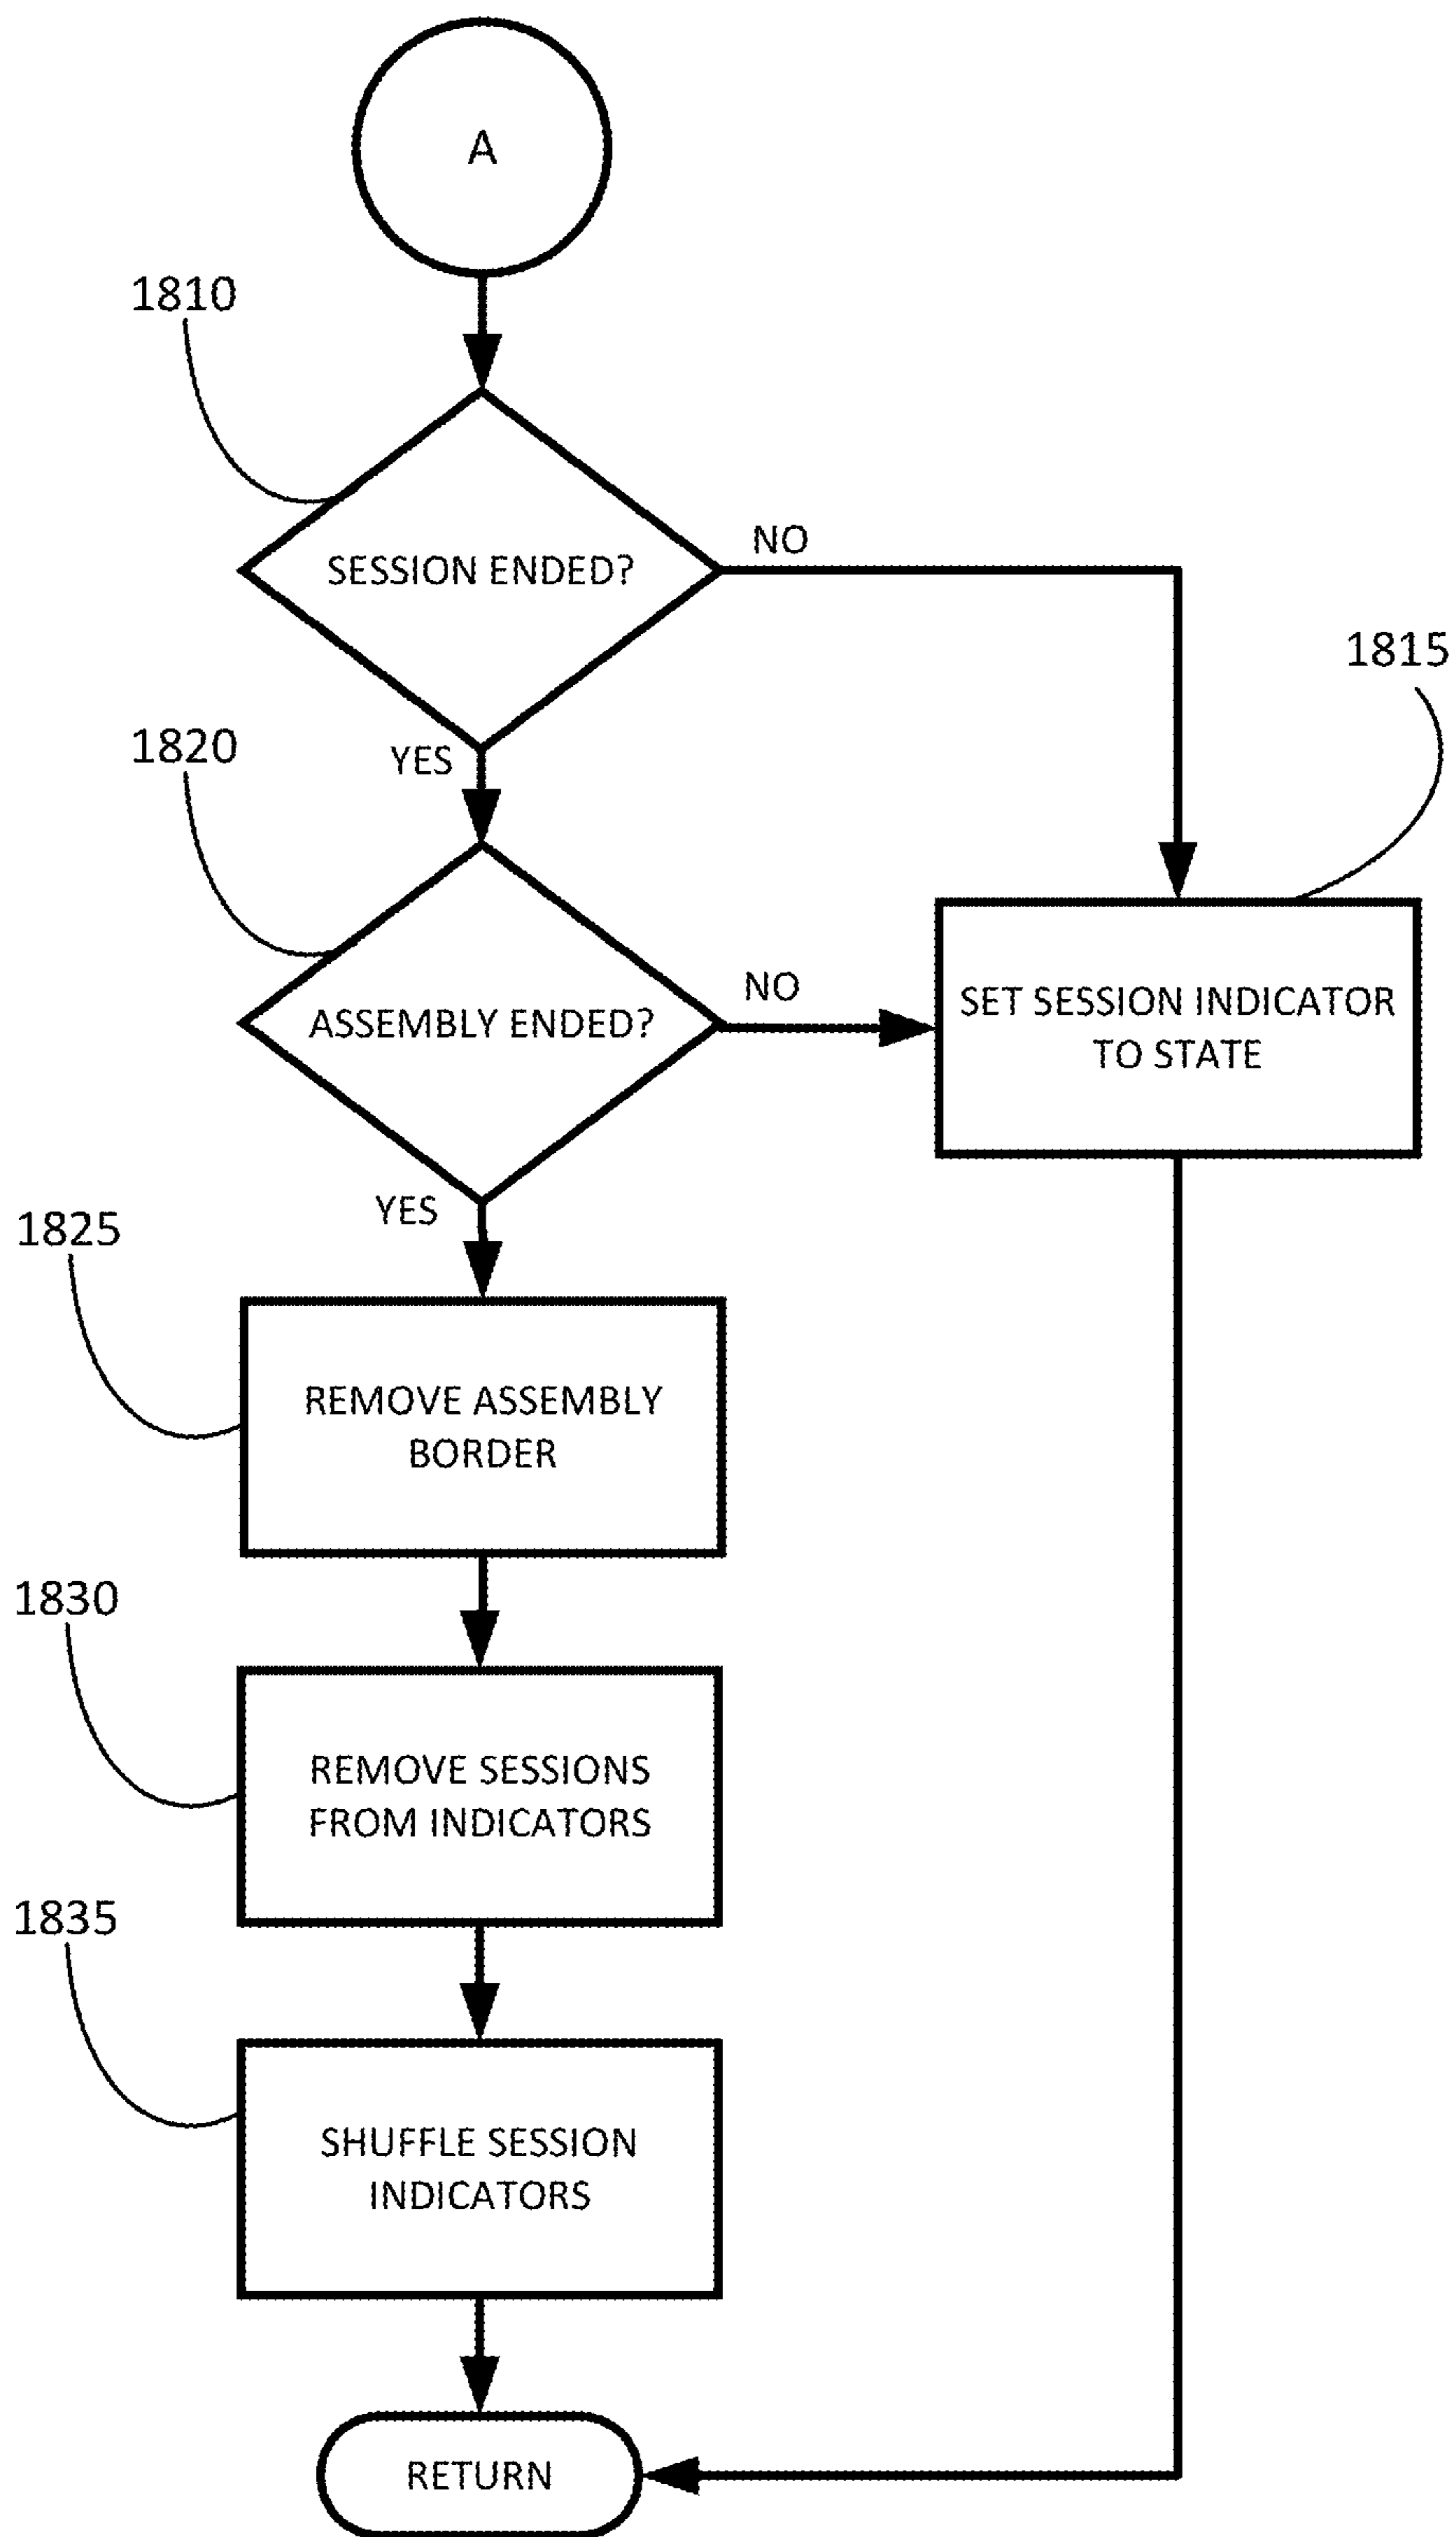 A
1810
SESSION ENDED?
NO
1815
YES
1820
ASSEMBLY ENDED?
NO
SET SESSION INDICATOR
TO STATE
YES
1825
REMOVE ASSEMBLY
BORDER
1830
REMOVE SESSIONS
FROM INDICATORS
1835
SHUFFLE SESSION
INDICATORS
RETURN